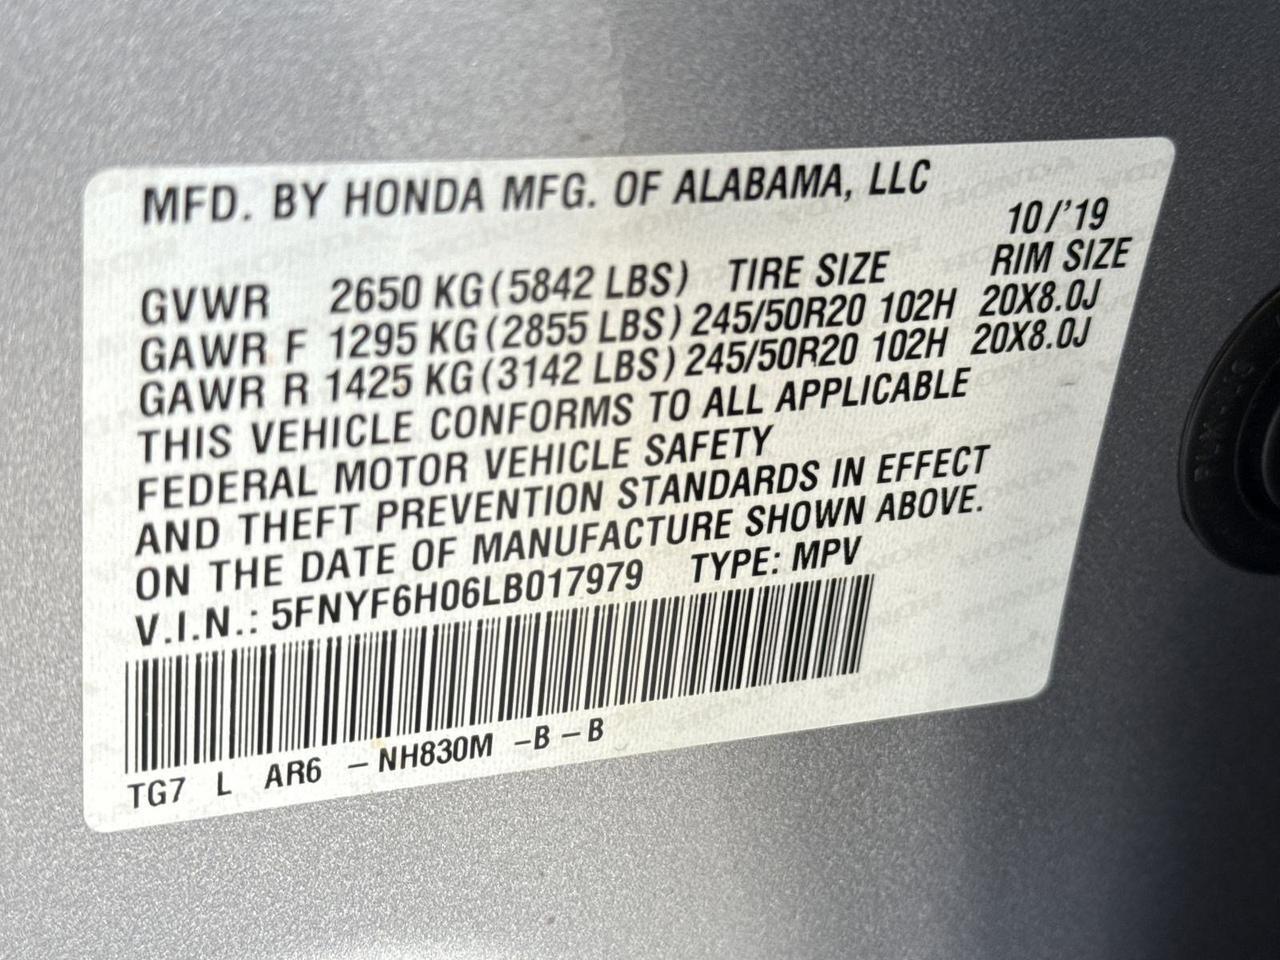 MFD. BY HONDA MFG. OF ALABAMA, LLC
10/'19
GVWR 2650 KG(5842 LBS) TIRE SIZE RIM SIZE
GAWR F 1295 KG(2855 LBS) 245/50R20 102H 20X8.0J
GAWR R 1425 KG(3142 LBS) 245/50R20 102H 20X8.0J
THIS VEHICLE CONFORMS TO ALL APPLICABLE
FEDERAL MOTOR VEHICLE SAFETY
AND THEFT PREVENTION STANDARDS IN EFFECT
ON THE DATE OF MANUFACTURE SHOWN ABOVE.
V.I.N.: 5FNYF6H06LB017979 TYPE: MPV
TG7 L AR6 – NH830M –B – B